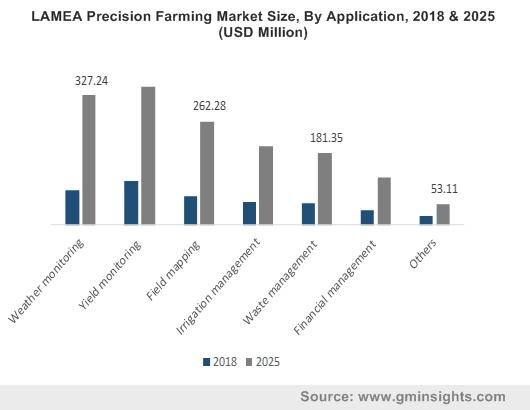 LAMEA Precision Farming Market Size, By Application, 2018 & 2025
(USD Million)
327.24
262.28
181.35
53.11
Weather monitoring
Yield monitoring
Field mapping
Irrigation management
Waste management
Financial management
Others
2018
2025
Source: www.gminsights.com